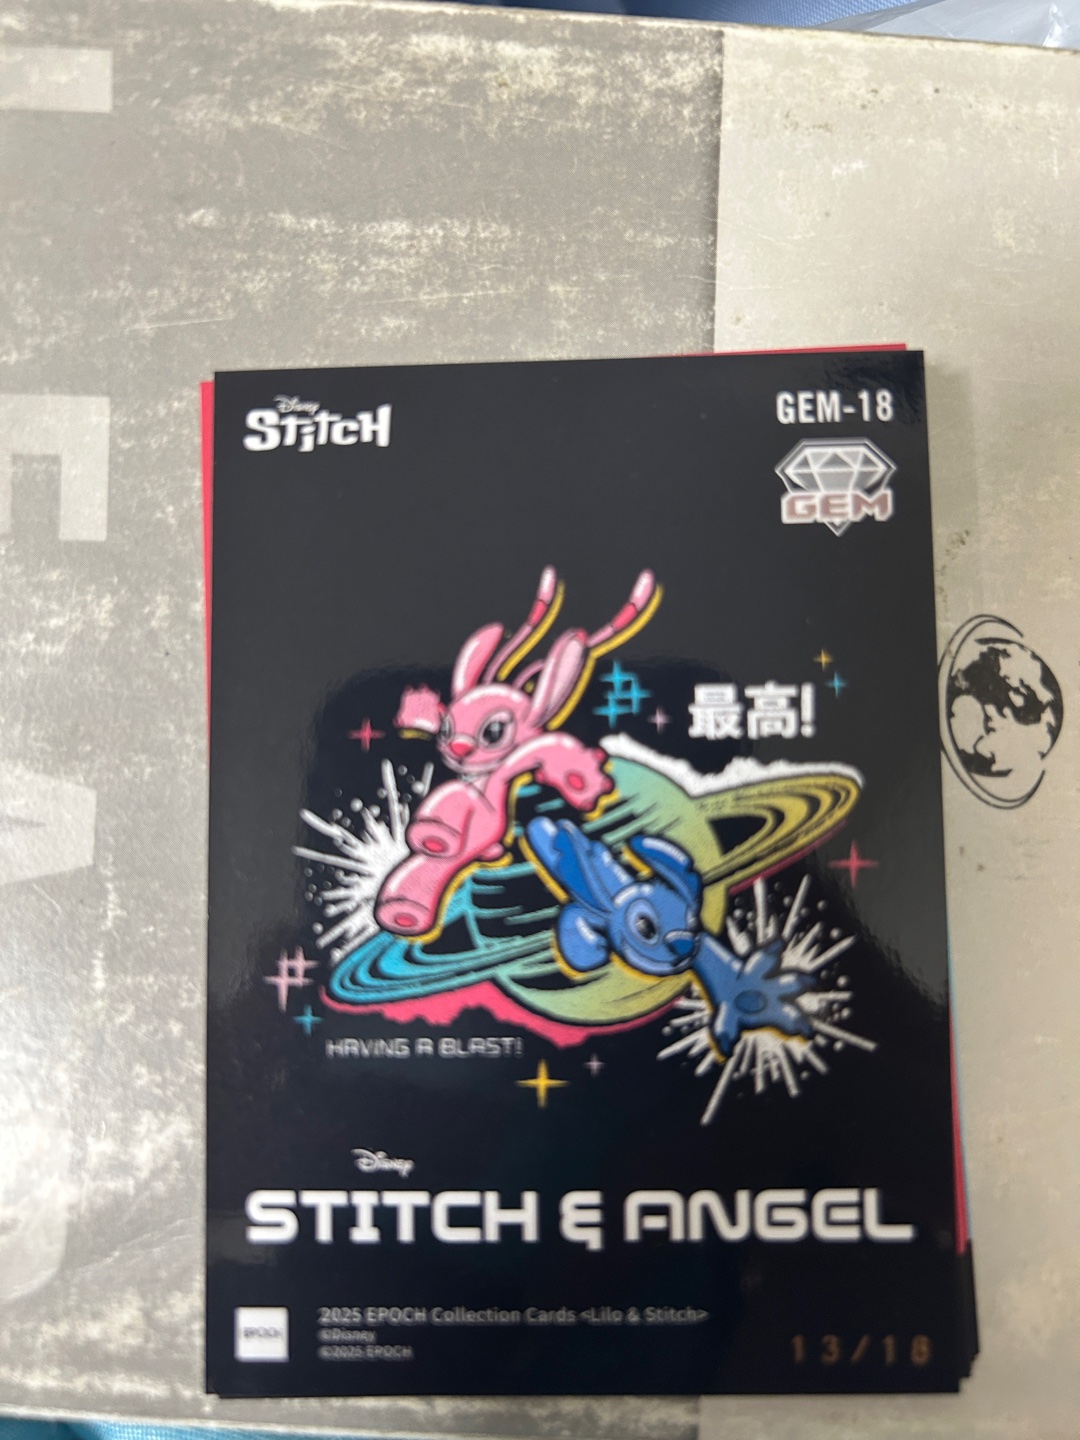 Disney
Stitch
GEM-18
GEM
最高!
HAVING A BLAST!
Disney
STITCH & ANGEL
EPOCH
2025 EPOCH Collection Cards <Lilo & Stitch>
©Disney
©2025 EPOCH
13/18